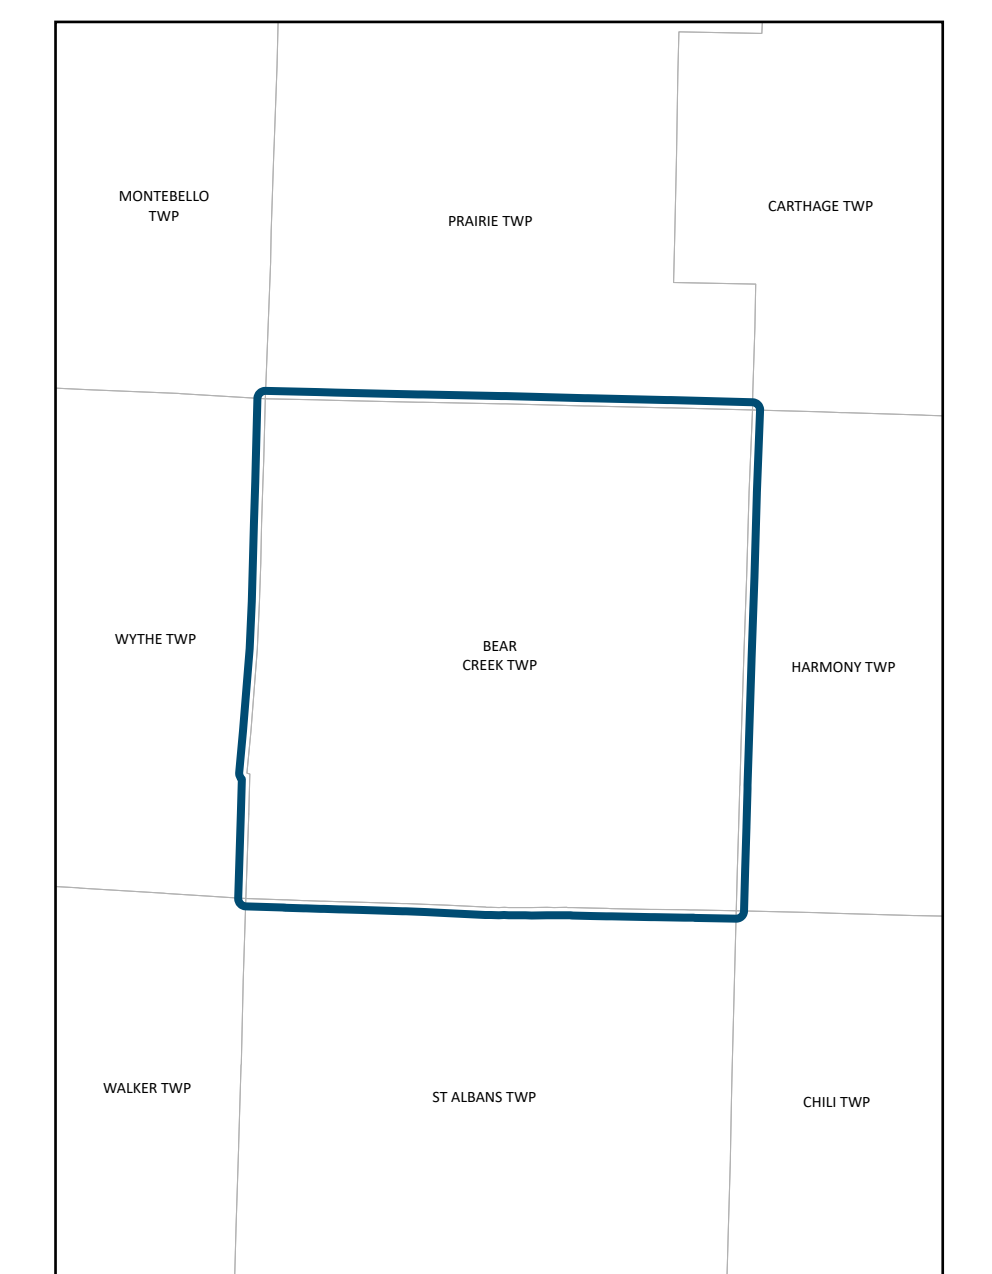 MONTEBELLO
TWP
PRAIRIE TWP
CARTHAGE TWP
WYTHE TWP
BEAR
CREEK TWP
HARMONY TWP
WALKER TWP
ST ALBANS TWP
CHILI TWP